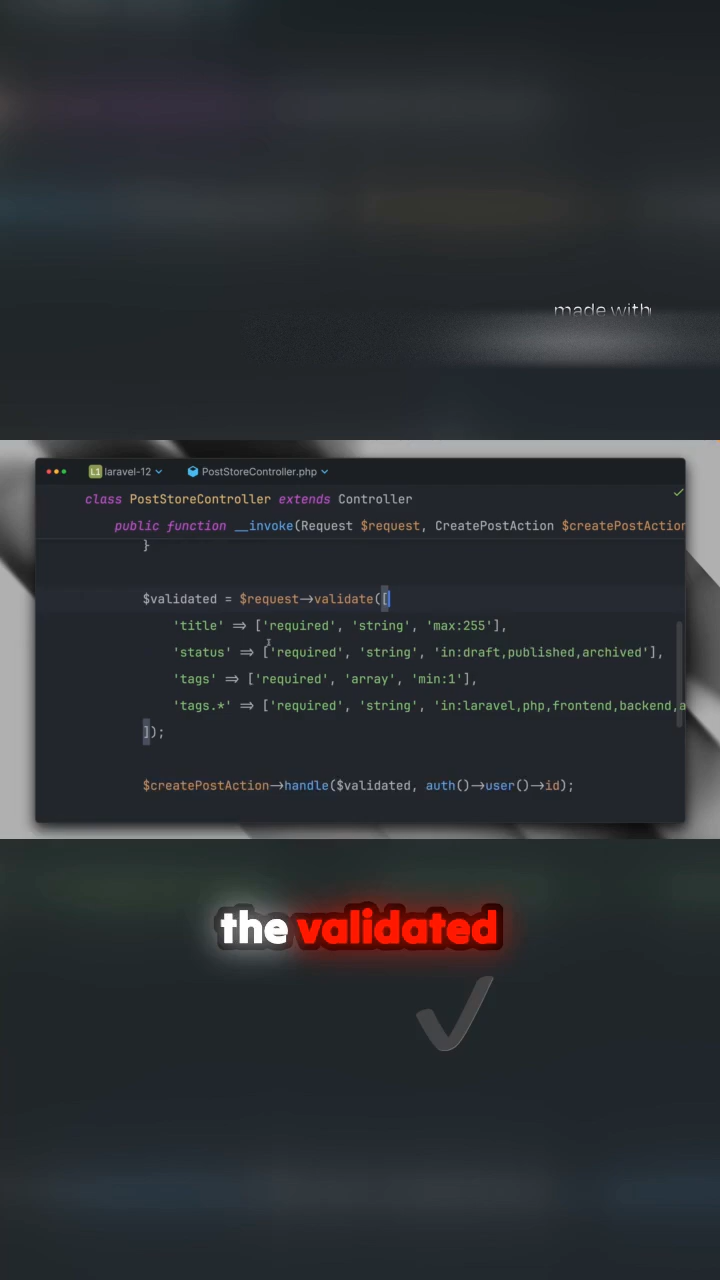 made with
L1 laravel-12 PostStoreController.php
class PostStoreController extends Controller
public function __invoke(Request $request, CreatePostAction $createPostAction
}
$validated = $request->validate([
'title' => ['required', 'string', 'max:255'],
'status' => ['required', 'string', 'in:draft,published,archived'],
'tags' => ['required', 'array', 'min:1'],
'tags.*' => ['required', 'string', 'in:laravel,php,frontend,backend,a
]);
$createPostAction->handle($validated, auth()->user()->id);
the validated